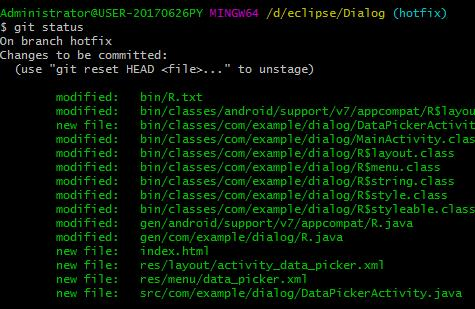 Administrator@USER-20170626PY MINGW64 /d/eclipse/Dialog (hotfix)
$ git status
On branch hotfix
Changes to be committed:
(use "git reset HEAD <file>..." to unstage)
modified: bin/R.txt
modified: bin/classes/android/support/v7/appcompat/R$layou
new file: bin/classes/com/example/dialog/DataPickerActivit
modified: bin/classes/com/example/dialog/MainActivity.clas
modified: bin/classes/com/example/dialog/R$layout.class
modified: bin/classes/com/example/dialog/R$menu.class
modified: bin/classes/com/example/dialog/R$string.class
modified: bin/classes/com/example/dialog/R$style.class
modified: bin/classes/com/example/dialog/R$styleable.class
modified: gen/android/support/v7/appcompat/R.java
modified: gen/com/example/dialog/R.java
new file: index.html
new file: res/layout/activity_data_picker.xml
new file: res/menu/data_picker.xml
new file: src/com/example/dialog/DataPickerActivity.java